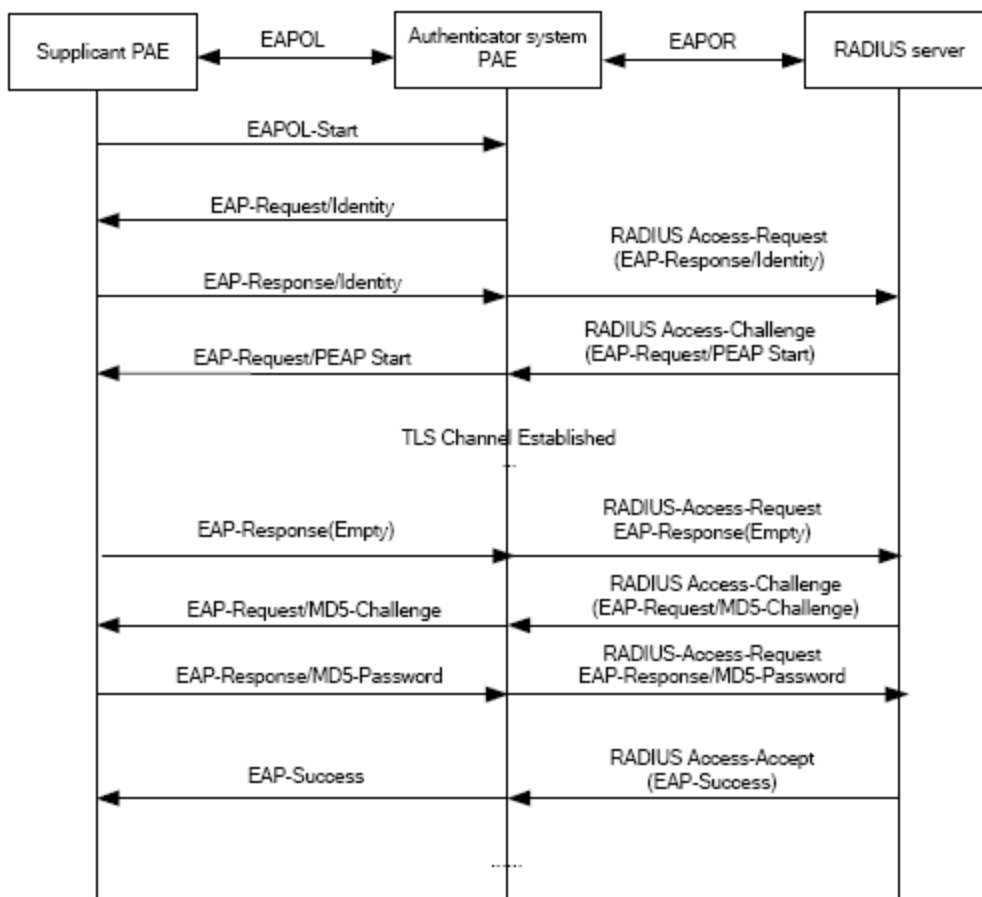 Supplicant PAE
EAPOL
Authenticator system
PAE
EAPOR
RADIUS server
EAPOL-Start
EAP-Request/Identity
RADIUS Access-Request
(EAP-Response/Identity)
EAP-Response/Identity
RADIUS Access-Challenge
(EAP-Request/PEAP Start)
EAP-Request/PEAP Start
TLS Channel Established
RADIUS-Access-Request
EAP-Response(Empty)
EAP-Response(Empty)
RADIUS Access-Challenge
(EAP-Request/MD5-Challenge)
EAP-Request/MD5-Challenge
RADIUS-Access-Request
EAP-Response/MD5-Password
EAP-Response/MD5-Password
RADIUS Access-Accept
(EAP-Success)
EAP-Success